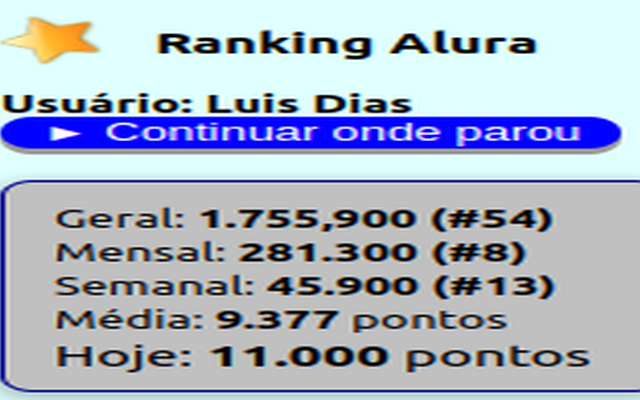 Ranking Alura
Usuário: Luis Dias
► Continuar onde parou
Geral: 1.755,900 (#54)
Mensal: 281.300 (#8)
Semanal: 45.900 (#13)
Média: 9.377 pontos
Hoje: 11.000 pontos